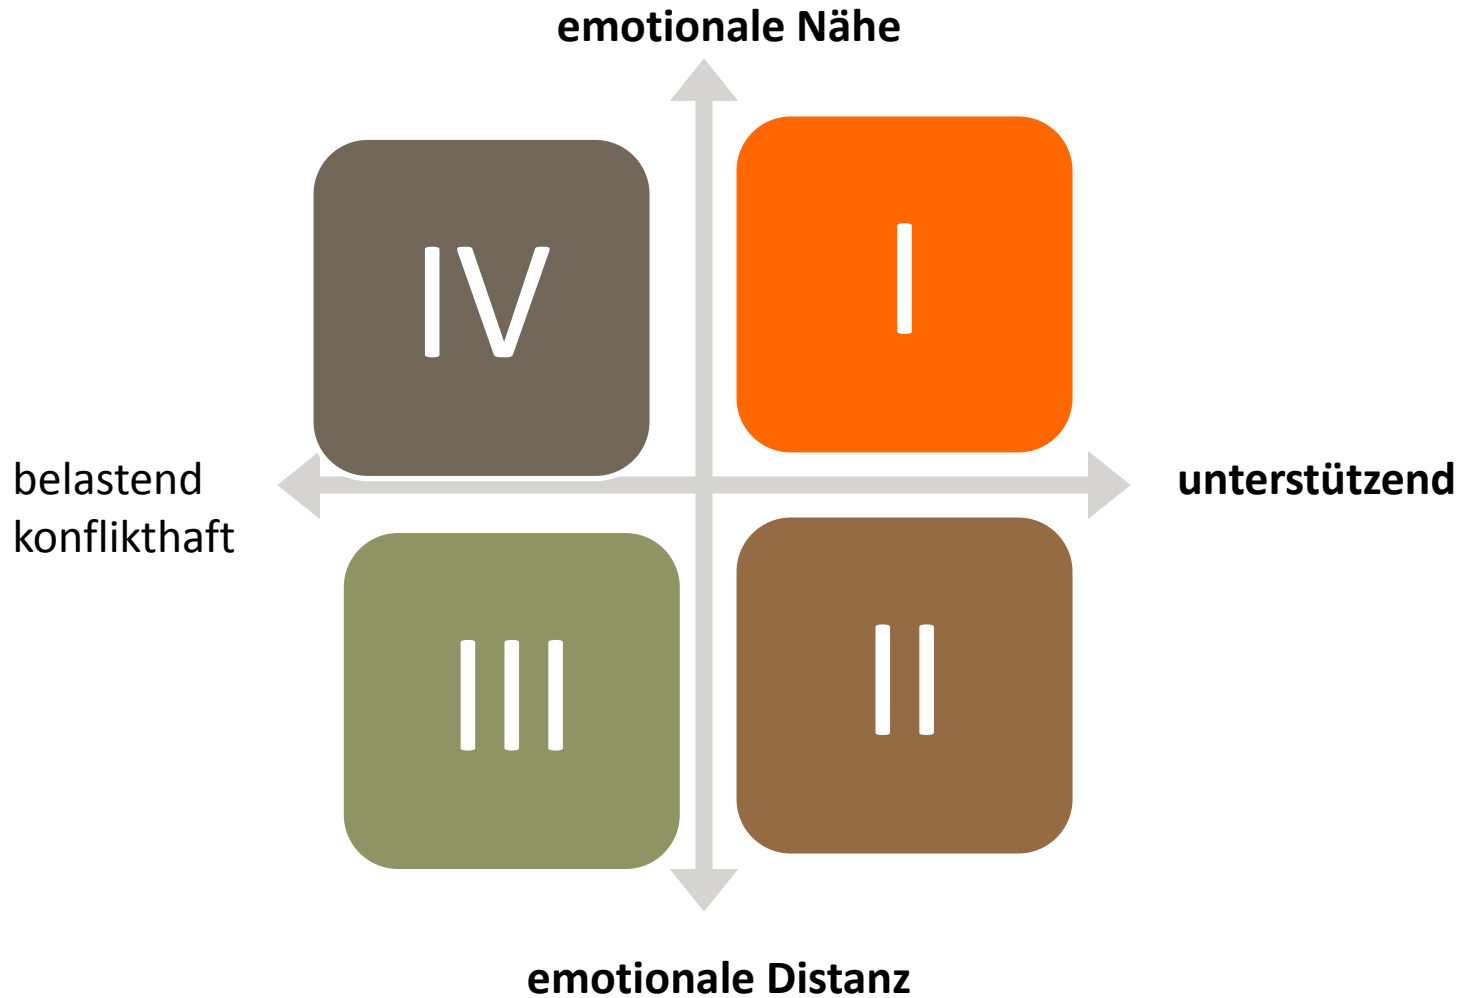 emotionale Nähe
IV
I
belastend
konflikthaft
unterstützend
III
II
emotionale Distanz